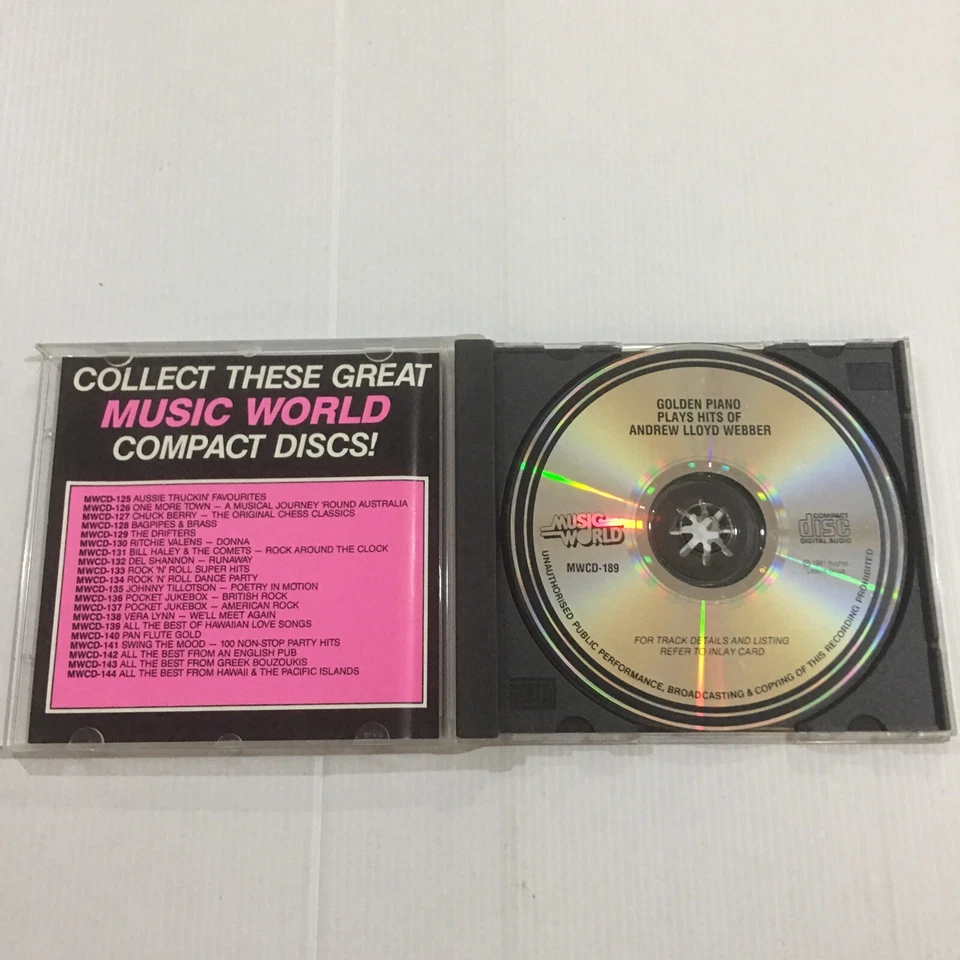 COLLECT THESE GREAT
MUSIC WORLD
COMPACT DISCS!
MWCD-125 AUSSIE TRUCKIN' FAVOURITES
MWCD-126 ONE MORE TOWN — A MUSICAL JOURNEY 'ROUND AUSTRALIA
MWCD-127 CHUCK BERRY — THE ORIGINAL CHESS CLASSICS
MWCD-128 BAGPIPES & BRASS
MWCD-129 THE DRIFTERS
MWCD-130 RITCHIE VALENS — DONNA
MWCD-131 BILL HALEY & THE COMETS — ROCK AROUND THE CLOCK
MWCD-132 DEL SHANNON — RUNAWAY
MWCD-133 ROCK 'N' ROLL SUPER HITS
MWCD-134 ROCK 'N' ROLL DANCE PARTY
MWCD-135 JOHNNY TILLOTSON — POETRY IN MOTION
MWCD-136 POCKET JUKEBOX — BRITISH ROCK
MWCD-137 POCKET JUKEBOX — AMERICAN ROCK
MWCD-138 VERA LYNN — WE'LL MEET AGAIN
MWCD-139 ALL THE BEST OF HAWAIIAN LOVE SONGS
MWCD-140 PAN FLUTE GOLD
MWCD-141 SWING THE MOOD — 100 NON-STOP PARTY HITS
MWCD-142 ALL THE BEST FROM AN ENGLISH PUB
MWCD-143 ALL THE BEST FROM GREEK BOUZOUKIS
MWCD-144 ALL THE BEST FROM HAWAII & THE PACIFIC ISLANDS
GOLDEN PIANO
PLAYS HITS OF
ANDREW LLOYD WEBBER
MUSIC
WORLD
MWCD-189
COMPACT
disc
DIGITAL AUDIO
℗ 1991
FOR TRACK DETAILS AND LISTING
REFER TO INLAY CARD
UNAUTHORISED PUBLIC PERFORMANCE, BROADCASTING & COPYING OF THIS RECORDING PROHIBITED